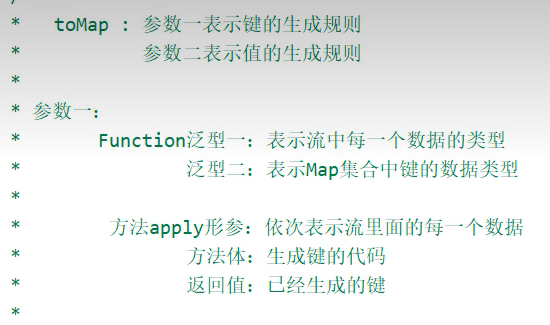 * toMap : 参数一表示键的生成规则
* 参数二表示值的生成规则
*
* 参数一:
* Function泛型一: 表示流中每一个数据的类型
* 泛型二: 表示Map集合中键的数据类型
*
* 方法apply形参: 依次表示流里面的每一个数据
* 方法体: 生成键的代码
* 返回值: 已经生成的键
*